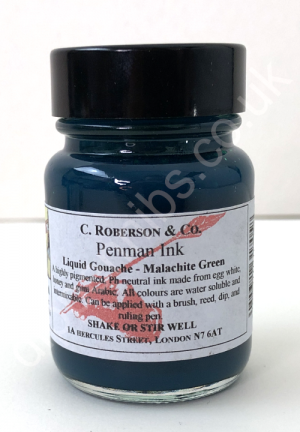 C. ROBERSON & CO.
Penman Ink
Liquid Gouache - Malachite Green
A highly pigmented. Ph neutral ink made from egg white,
honey and gum Arabic. All colours are water soluble and
intermixable. Can be applied with a brush, reed, dip, and
ruling pen
SHAKE OR STIR WELL
1A HERCULES STREET, LONDON N7 6AT